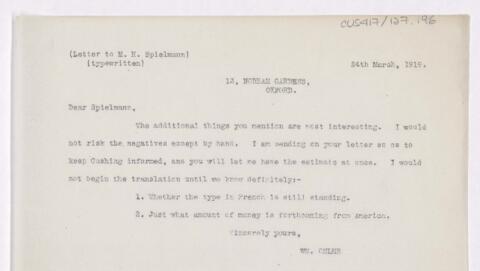 CUS417/127.196
(Letter to M. H. Spielmann)
(typewritten)
24th March, 1919.
13, NORHAM GARDENS,
OXFORD.
Dear Spielmann,
The additional things you mention are most interesting. I would
not risk the negatives except by hand. I am sending on your letter so as to
keep Cushing informed, and you will let me have the estimate at once. I would
not begin the translation until we know definitely:-
1. Whether the type in French is still standing.
2. Just what amount of money is forthcoming from America.
Sincerely yours,
WM. OSLER